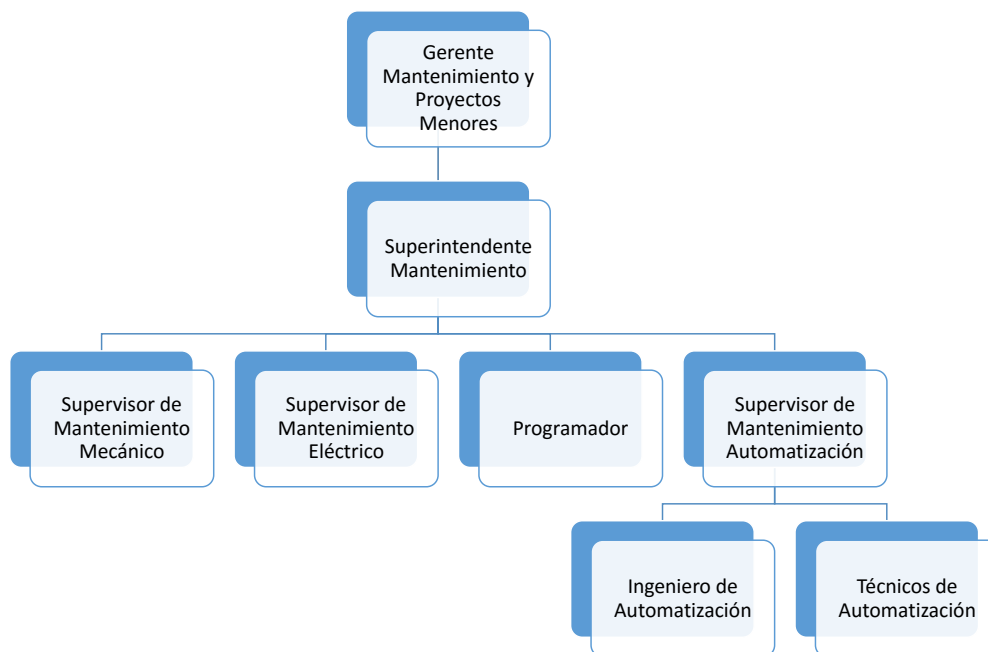 Gerente
Mantenimiento y
Proyectos
Menores
Superintendente
Mantenimiento
Supervisor de
Mantenimiento
Mecánico
Supervisor de
Mantenimiento
Eléctrico
Programador
Supervisor de
Mantenimiento
Automatización
Ingeniero de
Automatización
Técnicos de
Automatización